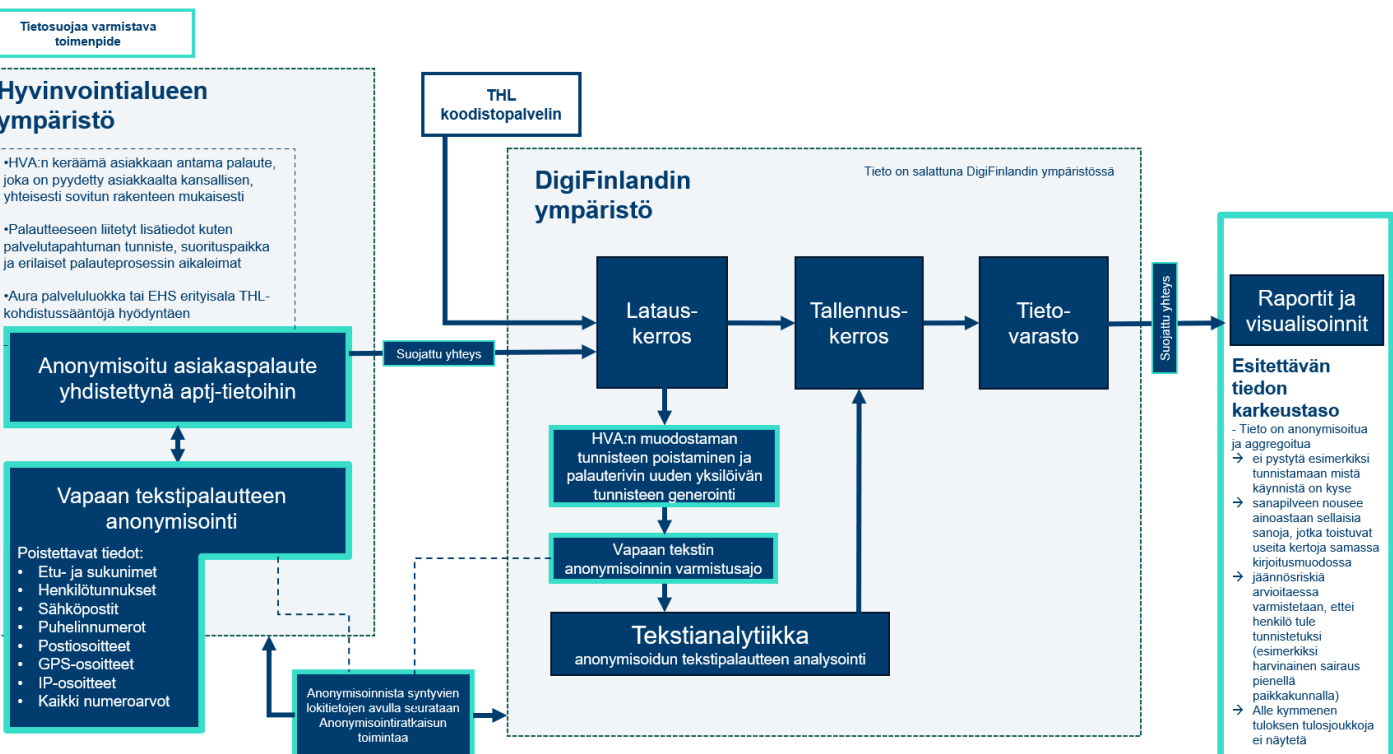 Tietosuojaa varmistava
toimenpide
Hyvinvointialueen
ympäristö
•HVA:n keräämä asiakkaan antama palaute,
joka on pyydetty asiakkaalta kansallisen,
yhteisesti sovitun rakenteen mukaisesti
•Palautteeseen liitetyt lisätiedot kuten
palvelutapahtuman tunniste, suorituspaikka
ja erilaiset palauteprosessin aikaleimat
•Aura palveluluokka tai EHS erityisala THL-
kohdistussääntöjä hyödyntäen
Anonymisoitu asiakaspalaute
yhdistettynä aptj-tietoihin
Vapaan tekstipalautteen
anonymisointi
Poistettavat tiedot:
• Etu- ja sukunimet
• Henkilötunnukset
• Sähköpostit
• Puhelinnumerot
• Postiosoitteet
• GPS-osoitteet
• IP-osoitteet
• Kaikki numeroarvot
Suojattu yhteys
THL
koodistopalvelin
DigiFinlandin
ympäristö
Tieto on salattuna DigiFinlandin ympäristössä
Lataus-
kerros
Tallennus-
kerros
Tieto-
varasto
HVA:n muodostaman
tunnisteen poistaminen ja
palauterivin uuden yksilöivän
tunnisteen generointi
Vapaan tekstin
anonymisoinnin varmistusajo
Tekstianalytiikka
anonymisoidun tekstipalautteen analysointi
Anonymisoinnista syntyvien
lokitietojen avulla seurataan
Anonymisointiratkaisun
toimintaa
Suojattu yhteys
Raportit ja
visualisoinnit
Esitettävän
tiedon
karkeustaso
- Tieto on anonymisoitua
ja aggregoitua
→ ei pystytä esimerkiksi
tunnistamaan mistä
käynnistä on kyse
→ sanapilveen nousee
ainoastaan sellaisia
sanoja, jotka toistuvat
useita kertoja samassa
kirjoitusmuodossa
→ jäännösriskiä
arvioitaessa
varmistetaan, ettei
henkilö tule
tunnistetuksi
(esimerkiksi
harvinainen sairaus
pienellä
paikkakunnalla)
→ Alle kymmenen
tuloksen tulosjoukkoja
ei näytetä